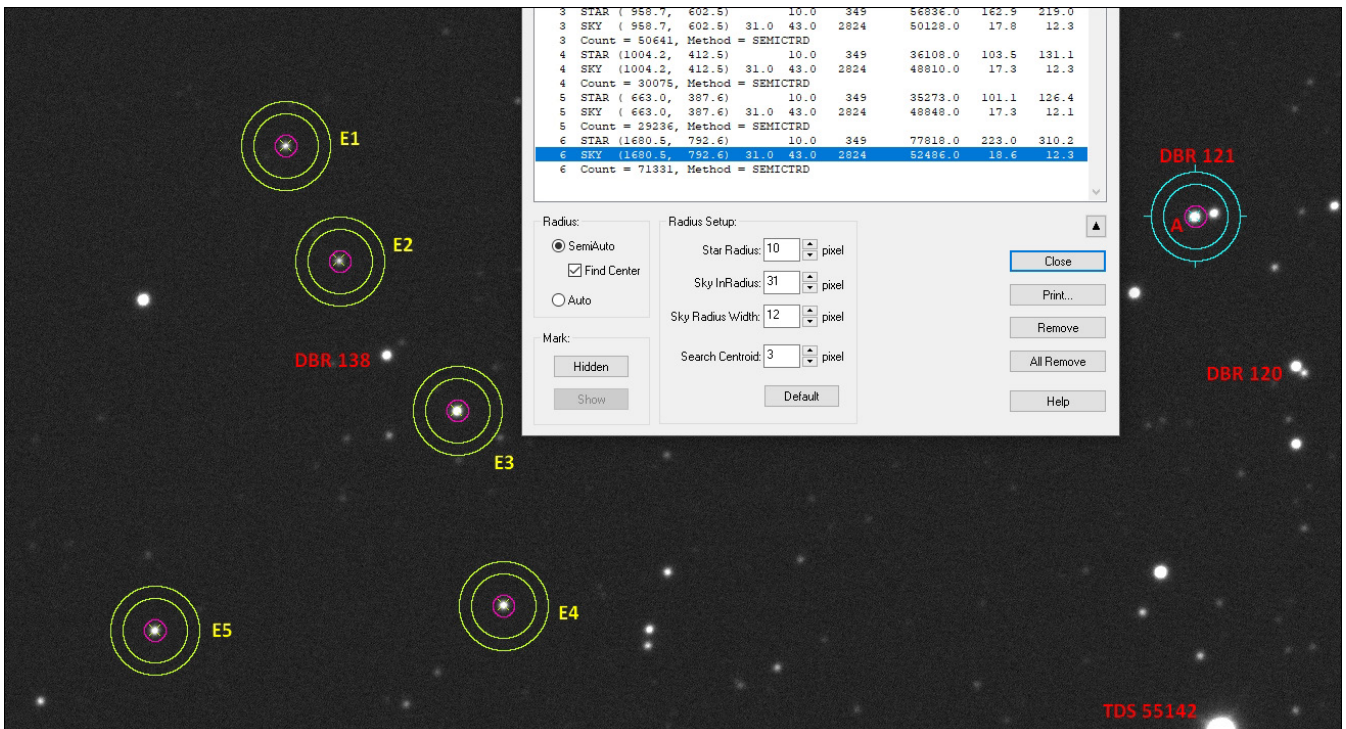 3 STAR ( 958.7, 602.5) 10.0 349 56836.0 162.9 219.0
3 SKY ( 958.7, 602.5) 31.0 43.0 2824 50128.0 17.8 12.3
3 Count = 50641, Method = SEMICTRD
4 STAR (1004.2, 412.5) 10.0 349 36108.0 103.5 131.1
4 SKY (1004.2, 412.5) 31.0 43.0 2824 48810.0 17.3 12.3
4 Count = 30075, Method = SEMICTRD
5 STAR ( 663.0, 387.6) 10.0 349 35273.0 101.1 126.4
5 SKY ( 663.0, 387.6) 31.0 43.0 2824 48848.0 17.3 12.1
5 Count = 29236, Method = SEMICTRD
6 STAR (1680.5, 792.6) 10.0 349 77818.0 223.0 310.2
6 SKY (1680.5, 792.6) 31.0 43.0 2824 52486.0 18.6 12.3
6 Count = 71331, Method = SEMICTRD
E1
DBR 121
A
E2
Radius:
SemiAuto
Find Center
Auto
Mark:
Hidden
Show
Radius Setup:
Star Radius: 10 pixel
Sky InRadius: 31 pixel
Sky Radius Width: 12 pixel
Search Centroid: 3 pixel
Default
▲
Close
Print...
Remove
All Remove
Help
DBR 138
DBR 120
E3
E4
E5
TDS 55142